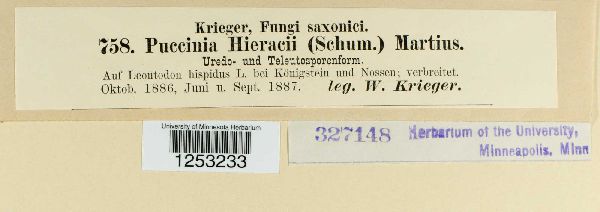 Krieger, Fungi saxonici.
758. Puccinia Hieracii (Schum.) Martius.
Uredo- und Teleutosporenform.
Auf Leontodon hispidus L. bei Königstein und Nossen; verbreitet.
Oktob. 1886, Juni u. Sept. 1887. leg. W. Krieger.
University of Minnesota Herbarium
1253233
327148 Herbarium of the University,
Minneapolis, Minn